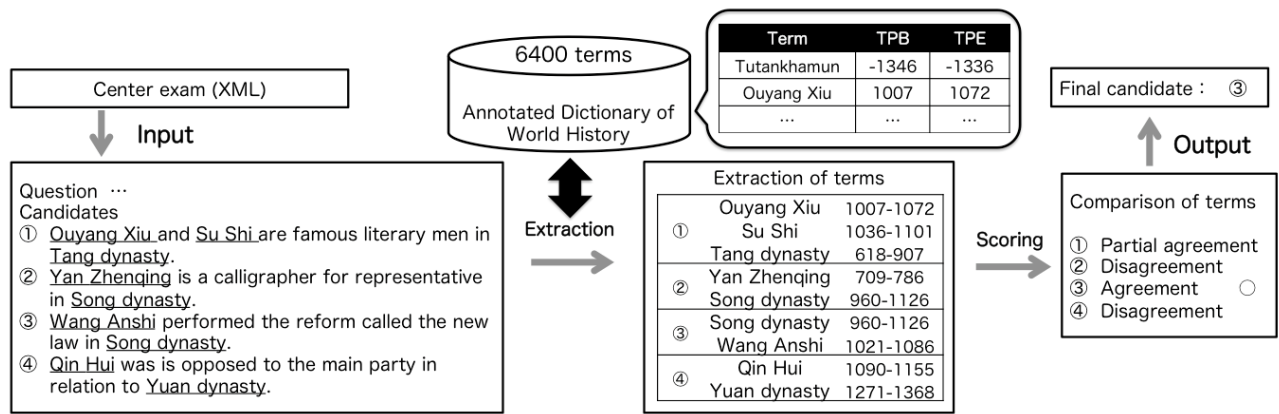 Center exam (XML)
Input
Question …
Candidates
① Ouyang Xiu and Su Shi are famous literary men in
Tang dynasty.
② Yan Zhenqing is a calligrapher for representative
in Song dynasty.
③ Wang Anshi performed the reform called the new
law in Song dynasty.
④ Qin Hui was is opposed to the main party in
relation to Yuan dynasty.
6400 terms
Annotated Dictionary of
World History
Term TPB TPE
Tutankhamun -1346 -1336
Ouyang Xiu 1007 1072
… … …
Extraction
Extraction of terms
Ouyang Xiu 1007-1072
① Su Shi 1036-1101
Tang dynasty 618-907
Yan Zhenqing 709-786
② Song dynasty 960-1126
Song dynasty 960-1126
③ Wang Anshi 1021-1086
Qin Hui 1090-1155
④ Yuan dynasty 1271-1368
Scoring
Comparison of terms
① Partial agreement
② Disagreement
③ Agreement ○
④ Disagreement
Output
Final candidate : ③